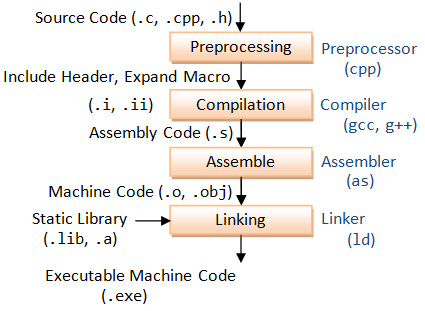 Source Code (.c, .cpp, .h)
Preprocessing
Preprocessor
(cpp)
Include Header, Expand Macro
(.i, .ii)
Compilation
Compiler
(gcc, g++)
Assembly Code (.s)
Assemble
Assembler
(as)
Machine Code (.o, .obj)
Static Library
(.lib, .a)
Linking
Linker
(ld)
Executable Machine Code
(.exe)